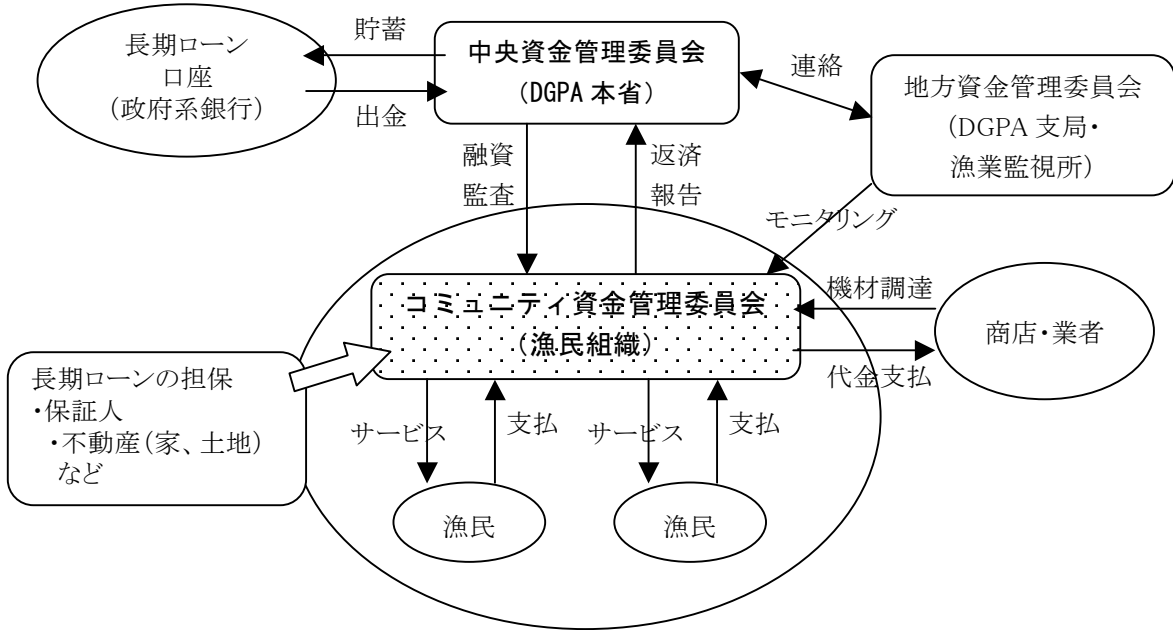 長期ローン
口座
(政府系銀行)
貯蓄
出金
中央資金管理委員会
(DGPA 本省)
連絡
地方資金管理委員会
(DGPA 支局・
漁業監視所)
融資
監査
返済
報告
モニタリング
コミュニティ資金管理委員会
(漁民組織)
機材調達
代金支払
商店・業者
長期ローンの担保
・保証人
・不動産(家、土地)
など
サービス
支払
サービス
支払
漁民
漁民